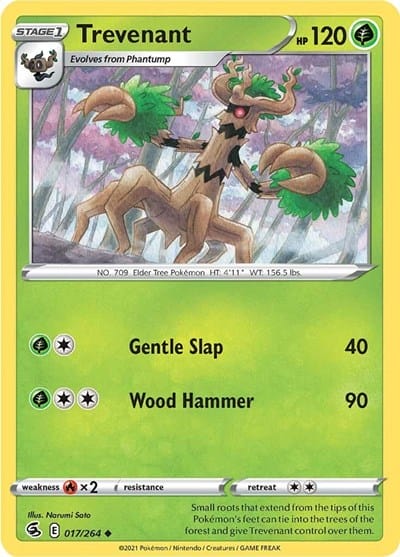 STAGE1
Trevenant
HP 120
Evolves from Phantump
NO. 709. Elder Tree Pokémon HT: 4'11" WT: 156.5 lbs.
Gentle Slap 40
Wood Hammer 90
weakness ×2 resistance retreat
Illus. Narumi Sato
E 017/264
Small roots that extend from the tips of this
Pokémon's feet can tie into the trees of the
forest and give Trevenant control over them.
©2021 Pokémon / Nintendo / Creatures / GAME FREAK